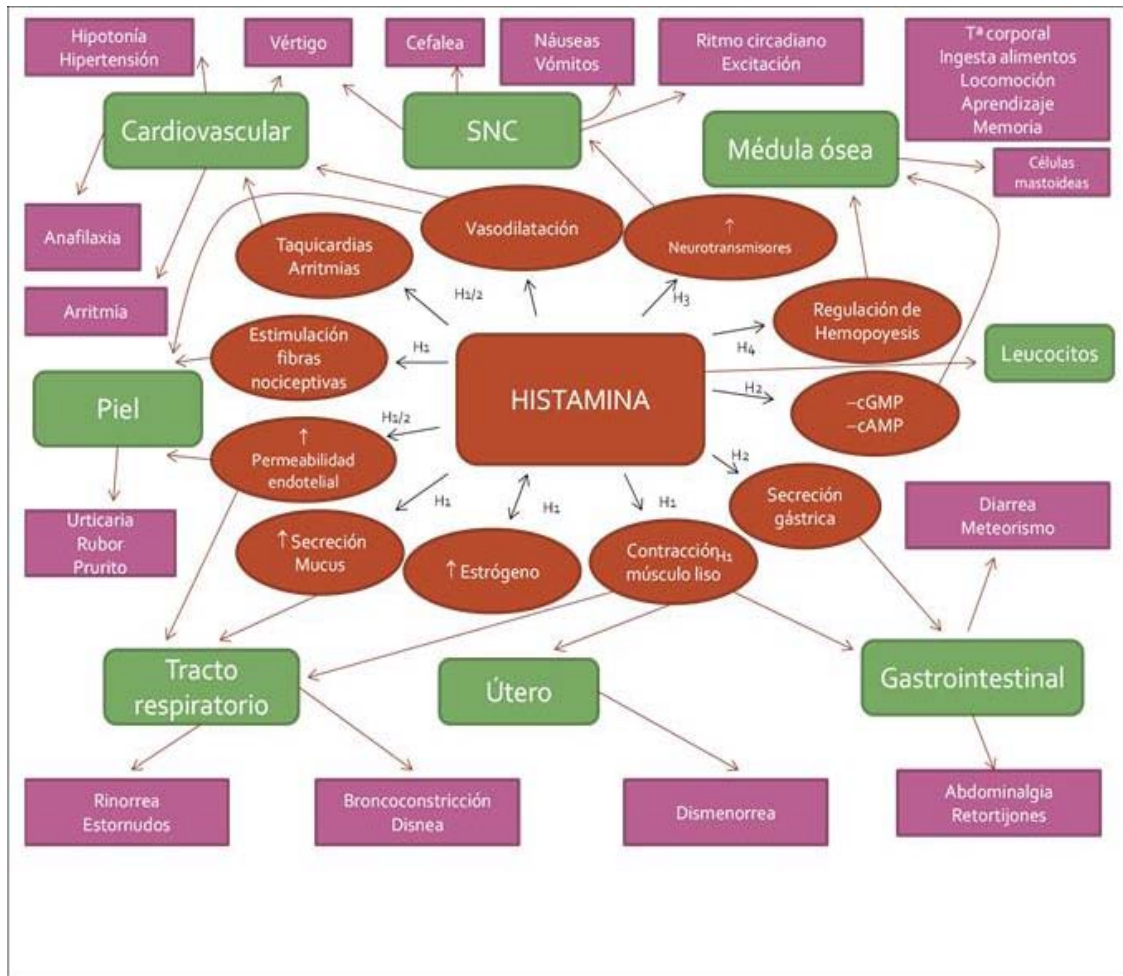 Hipotonía
Hipertensión
Vértigo
Cefalea
Náuseas
Vómitos
Ritmo circadiano
Excitación
Tª corporal
Ingesta alimentos
Locomoción
Aprendizaje
Memoria
Cardiovascular
SNC
Médula ósea
Células
mastoideas
Anafilaxia
Arritmia
Taquicardias
Arritmias
Vasodilatación
↑
Neurotransmisores
H1/2
H3
Regulación de
Hemopoyesis
H4
Leucocitos
Estimulación
fibras
nociceptivas
H1
HISTAMINA
H2
–cGMP
–cAMP
Piel
H1/2
↑
Permeabilidad
endotelial
H2
Secreción
gástrica
Urticaria
Rubor
Prurito
↑Secreción
Mucus
H1
↑Estrógeno
H1
Contracción
músculo liso
H1
H1
Diarrea
Meteorismo
Tracto
respiratorio
Útero
Gastrointestinal
Rinorrea
Estornudos
Broncoconstricción
Disnea
Dismenorrea
Abdominalgia
Retortijones